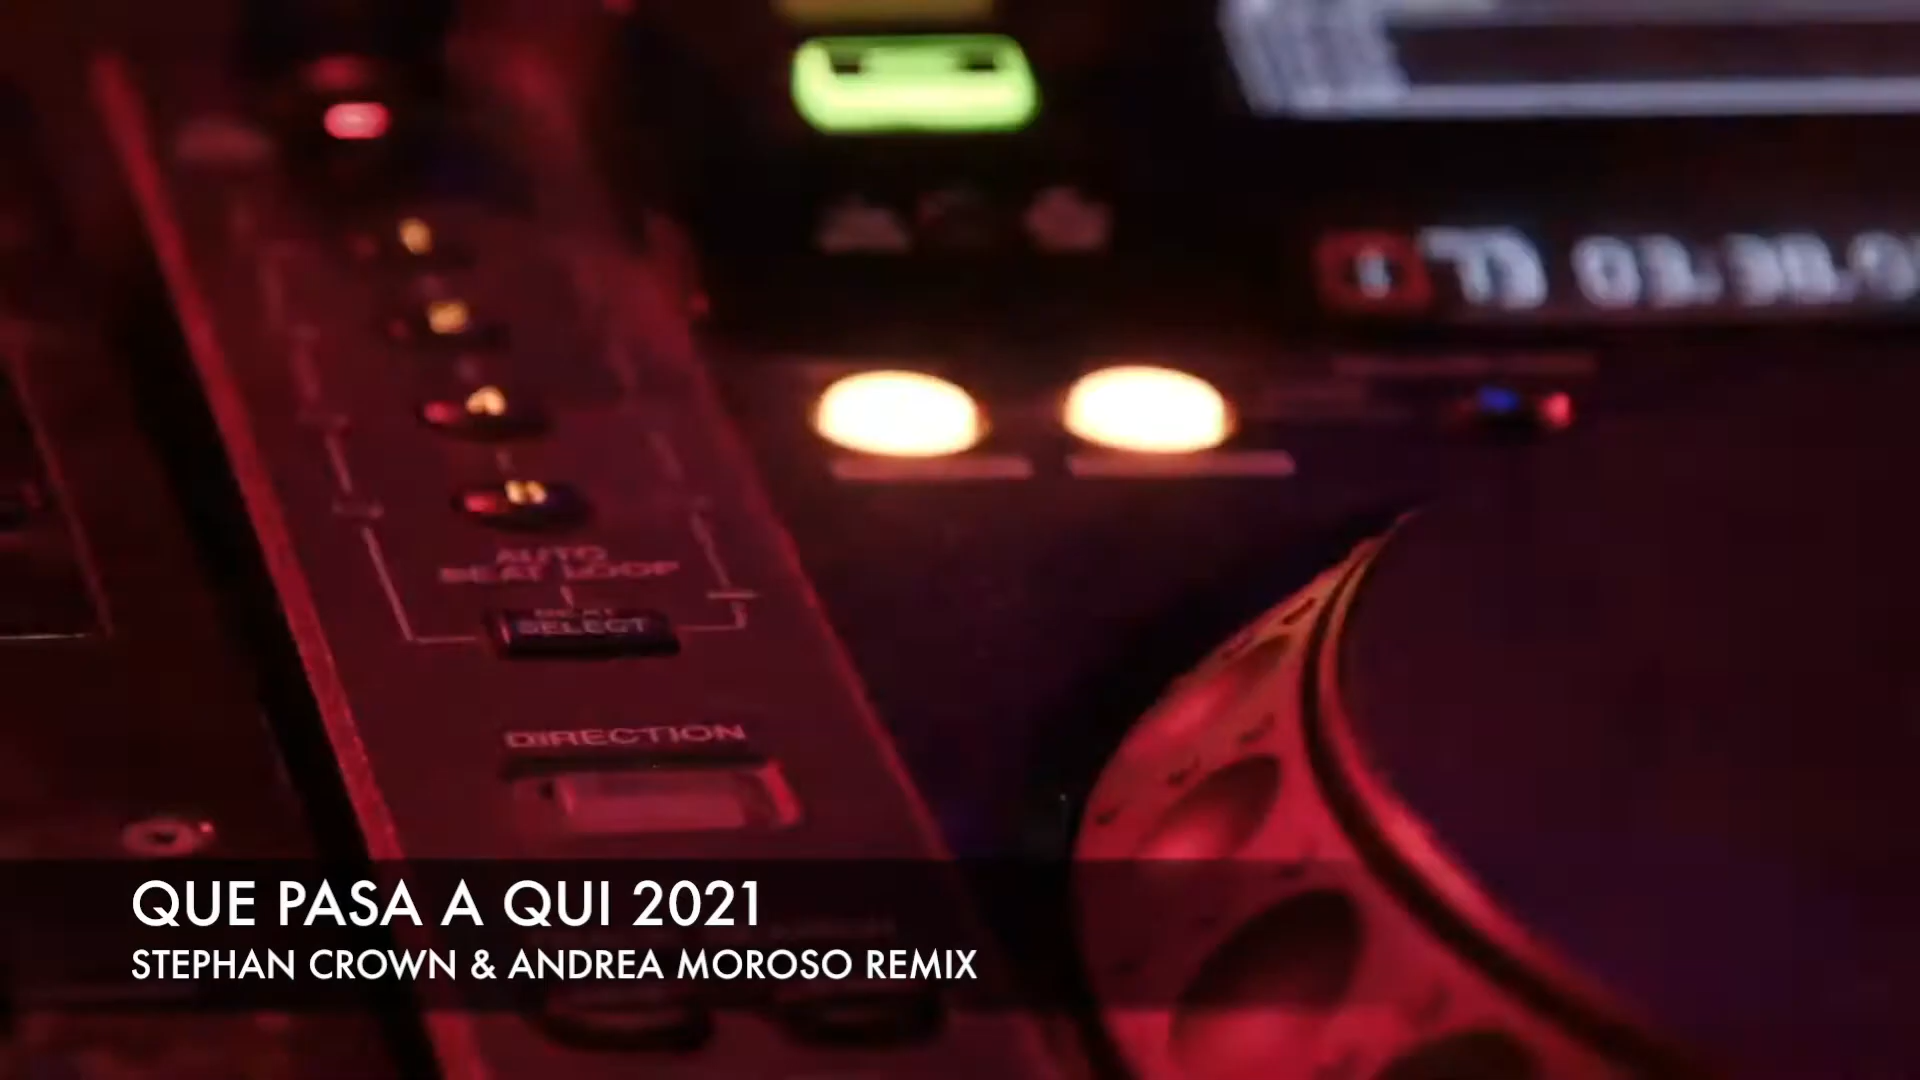 AUTO
BEAT LOOP
SELECT
DIRECTION
QUE PASA A QUI 2021
STEPHAN CROWN & ANDREA MOROSO REMIX